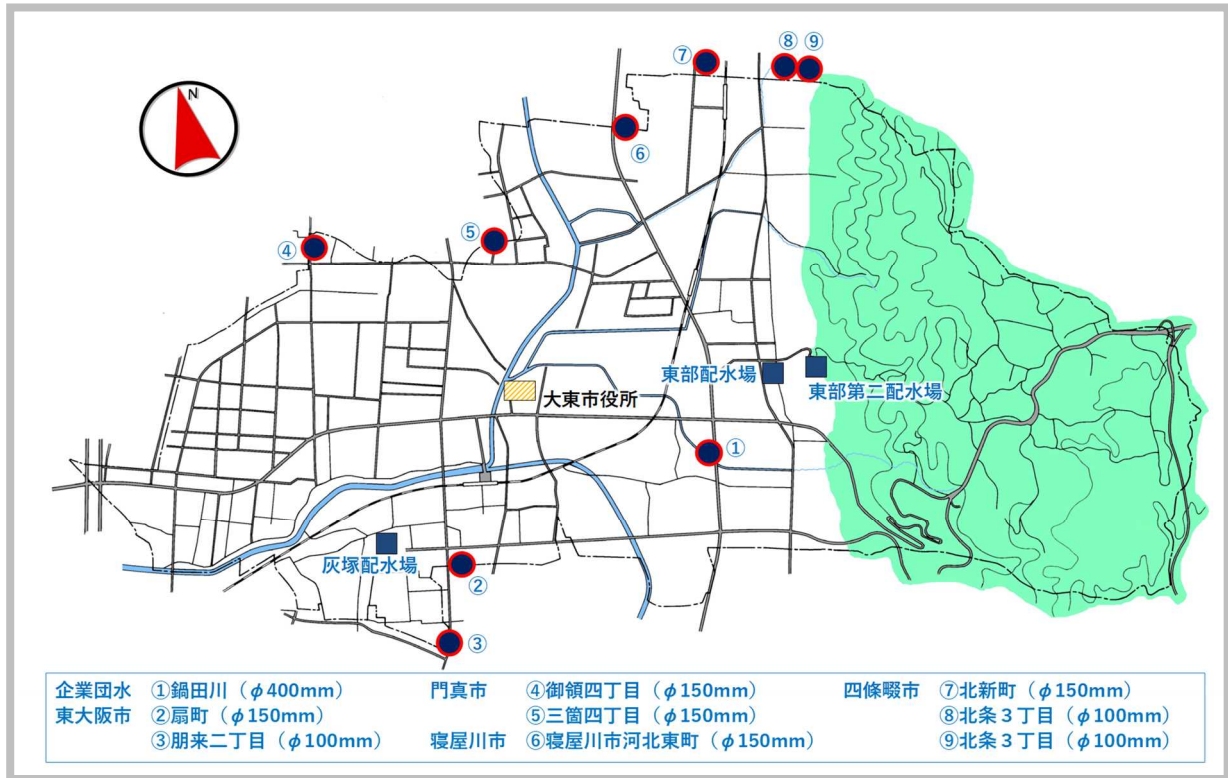 N
⑦
⑧
⑨
⑥
⑤
④
東部配水場
東部第二配水場
大東市役所
①
灰塚配水場
②
③
企業団水 ①鍋田川（φ400mm） 門真市 ④御領四丁目（φ150mm） 四條畷市 ⑦北新町（φ150mm）
東大阪市 ②扇町（φ150mm） ⑤三箇四丁目（φ150mm） ⑧北条３丁目（φ100mm）
③朋来二丁目（φ100mm） 寝屋川市 ⑥寝屋川市河北東町（φ150mm） ⑨北条３丁目（φ100mm）